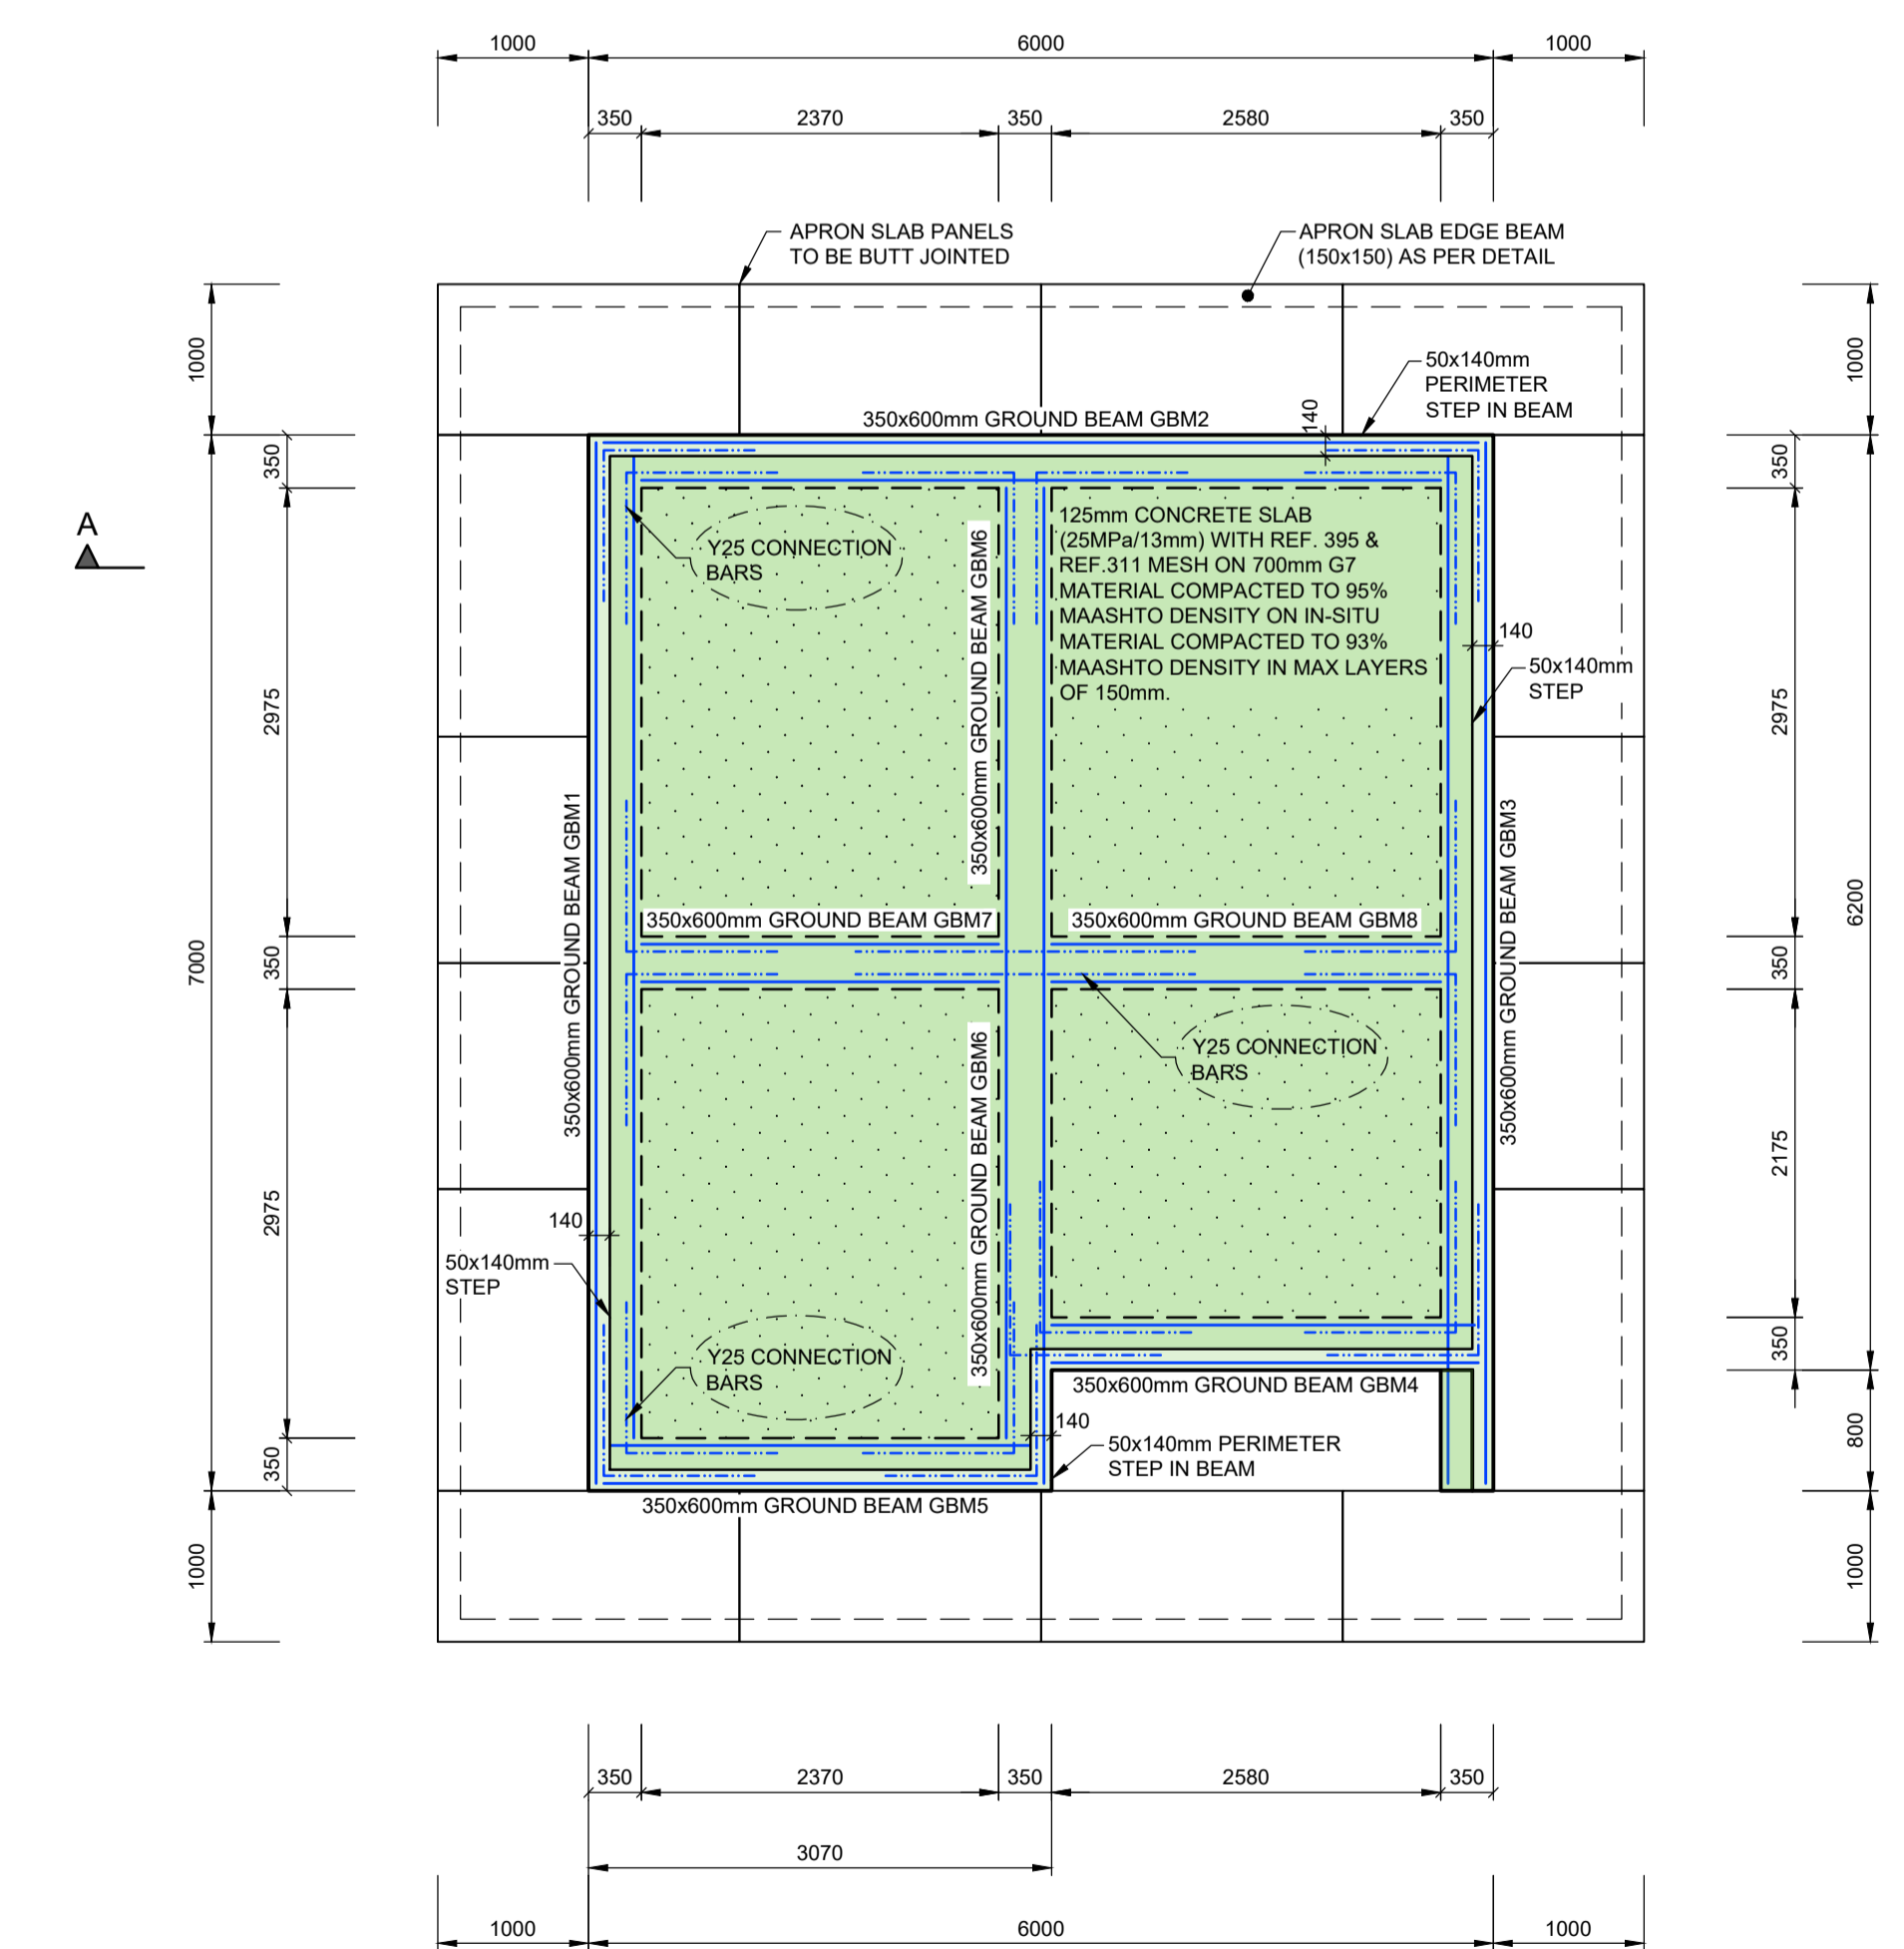 1000
6000
1000
350
2370
350
2580
350
APRON SLAB PANELS
TO BE BUTT JOINTED
APRON SLAB EDGE BEAM
(150x150) AS PER DETAIL
1000
1000
50x140mm
PERIMETER
STEP IN BEAM
140
350x600mm GROUND BEAM GBM2
350
350
A
Y25 CONNECTION
BARS
350x600mm GROUND BEAM GBM6
125mm CONCRETE SLAB
(25MPa/13mm) WITH REF. 395 &
REF.311 MESH ON 700mm G7
MATERIAL COMPACTED TO 95%
MAASHTO DENSITY ON IN-SITU
MATERIAL COMPACTED TO 93%
MAASHTO DENSITY IN MAX LAYERS
OF 150mm.
140
50x140mm
STEP
2975
2975
350x600mm GROUND BEAM GBM1
350x600mm GROUND BEAM GBM3
6200
7000
350x600mm GROUND BEAM GBM7
350x600mm GROUND BEAM GBM8
350
350
Y25 CONNECTION
BARS
350x600mm GROUND BEAM GBM6
2975
2175
140
50x140mm
STEP
Y25 CONNECTION
BARS
350
350x600mm GROUND BEAM GBM4
140
50x140mm PERIMETER
STEP IN BEAM
800
350
350x600mm GROUND BEAM GBM5
1000
1000
350
2370
350
2580
350
3070
1000
6000
1000